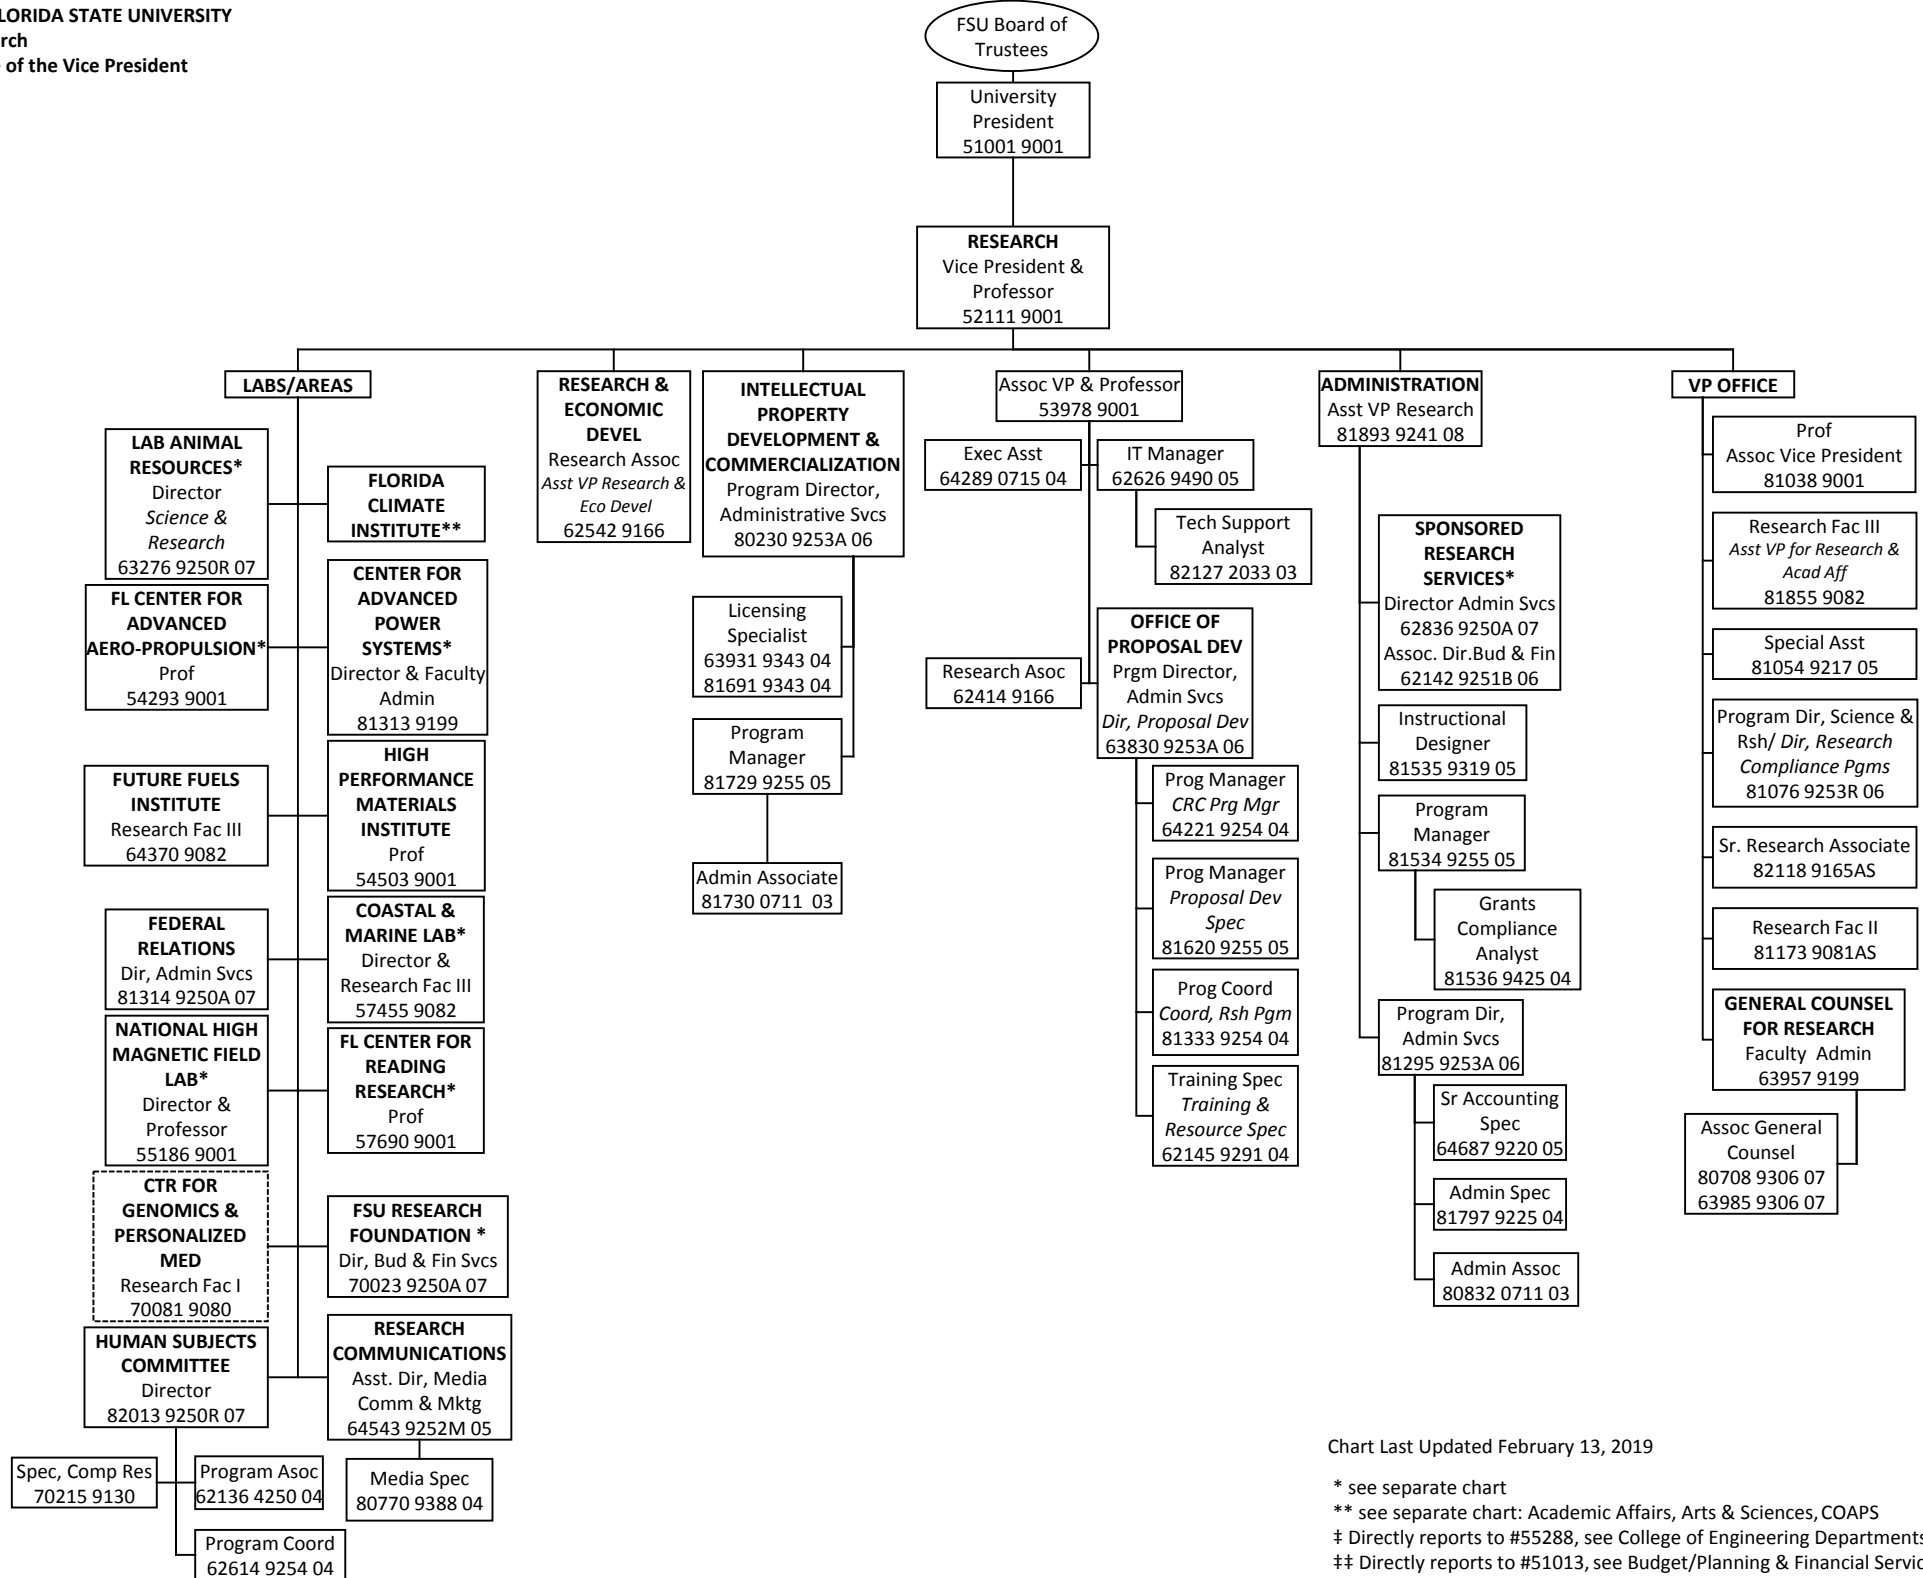 LORIDA STATE UNIVERSITY
rch
of the Vice President
FSU Board of
Trustees
University
President
51001 9001
RESEARCH
Vice President &
Professor
52111 9001
LABS/AREAS
LAB ANIMAL
RESOURCES*
Director
Science &
Research
63276 9250R 07
FLORIDA
CLIMATE
INSTITUTE**
FL CENTER FOR
ADVANCED
AERO-PROPULSION*
Prof
54293 9001
CENTER FOR
ADVANCED
POWER
SYSTEMS*
Director & Faculty
Admin
81313 9199
FUTURE FUELS
INSTITUTE
Research Fac III
64370 9082
HIGH
PERFORMANCE
MATERIALS
INSTITUTE
Prof
54503 9001
FEDERAL
RELATIONS
Dir, Admin Svcs
81314 9250A 07
COASTAL &
MARINE LAB*
Director &
Research Fac III
57455 9082
NATIONAL HIGH
MAGNETIC FIELD
LAB*
Director &
Professor
55186 9001
FL CENTER FOR
READING
RESEARCH*
Prof
57690 9001
CTR FOR
GENOMICS &
PERSONALIZED
MED
Research Fac I
70081 9080
FSU RESEARCH
FOUNDATION *
Dir, Bud & Fin Svcs
70023 9250A 07
HUMAN SUBJECTS
COMMITTEE
Director
82013 9250R 07
RESEARCH
COMMUNICATIONS
Asst. Dir, Media
Comm & Mktg
64543 9252M 05
Spec, Comp Res
70215 9130
Program Asoc
62136 4250 04
Program Coord
62614 9254 04
Media Spec
80770 9388 04
RESEARCH &
ECONOMIC
DEVEL
Research Assoc
Asst VP Research &
Eco Devel
62542 9166
INTELLECTUAL
PROPERTY
DEVELOPMENT &
COMMERCIALIZATION
Program Director,
Administrative Svcs
80230 9253A 06
Licensing
Specialist
63931 9343 04
81691 9343 04
Program
Manager
81729 9255 05
Admin Associate
81730 0711 03
Assoc VP & Professor
53978 9001
Exec Asst
64289 0715 04
IT Manager
62626 9490 05
Tech Support
Analyst
82127 2033 03
Research Asoc
62414 9166
OFFICE OF
PROPOSAL DEV
Prgm Director,
Admin Svcs
Dir, Proposal Dev
63830 9253A 06
Prog Manager
CRC Prg Mgr
64221 9254 04
Prog Manager
Proposal Dev
Spec
81620 9255 05
Prog Coord
Coord, Rsh Pgm
81333 9254 04
Training Spec
Training &
Resource Spec
62145 9291 04
ADMINISTRATION
Asst VP Research
81893 9241 08
SPONSORED
RESEARCH
SERVICES*
Director Admin Svcs
62836 9250A 07
Assoc. Dir.Bud & Fin
62142 9251B 06
Instructional
Designer
81535 9319 05
Program
Manager
81534 9255 05
Grants
Compliance
Analyst
81536 9425 04
Program Dir,
Admin Svcs
81295 9253A 06
Sr Accounting
Spec
64687 9220 05
Admin Spec
81797 9225 04
Admin Assoc
80832 0711 03
VP OFFICE
Prof
Assoc Vice President
81038 9001
Research Fac III
Asst VP for Research &
Acad Aff
81855 9082
Special Asst
81054 9217 05
Program Dir, Science &
Rsh/ Dir, Research
Compliance Pgms
81076 9253R 06
Sr. Research Associate
82118 9165AS
Research Fac II
81173 9081AS
GENERAL COUNSEL
FOR RESEARCH
Faculty Admin
63957 9199
Assoc General
Counsel
80708 9306 07
63985 9306 07
Chart Last Updated February 13, 2019
* see separate chart
** see separate chart: Academic Affairs, Arts & Sciences, COAPS
‡ Directly reports to #55288, see College of Engineering Departments
‡‡ Directly reports to #51013, see Budget/Planning & Financial Servic